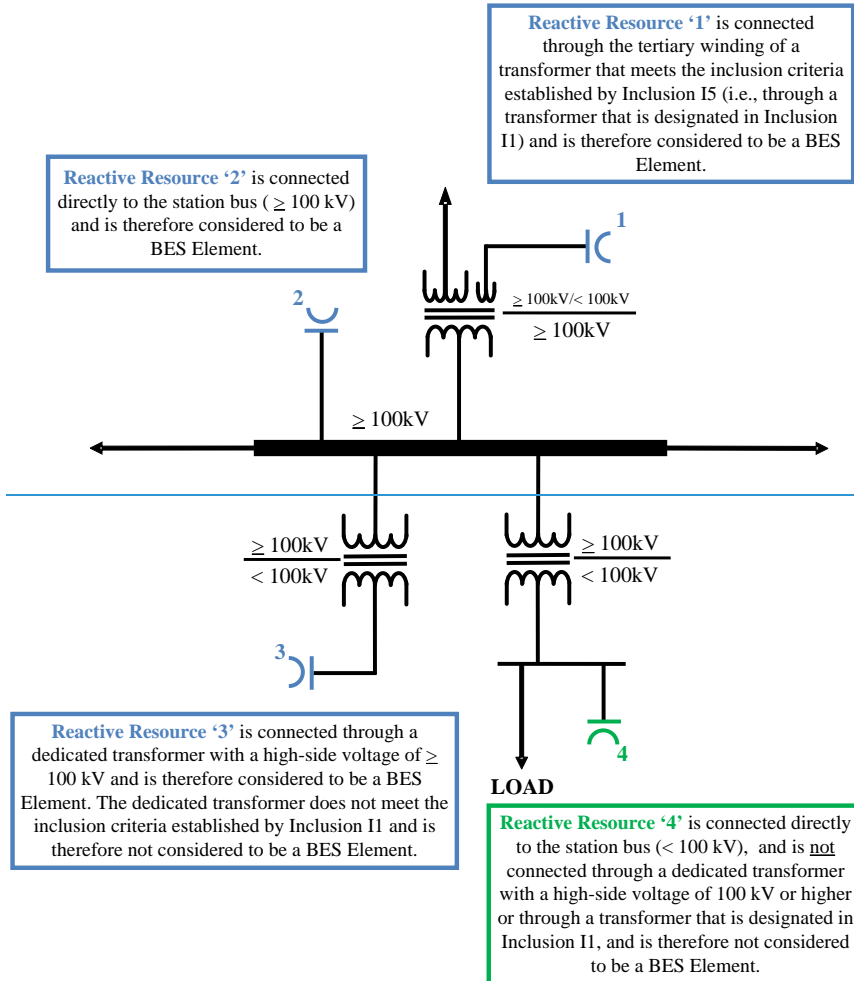 Reactive Resource ‘1’ is connected
through the tertiary winding of a
transformer that meets the inclusion criteria
established by Inclusion I5 (i.e., through a
transformer that is designated in Inclusion
I1) and is therefore considered to be a BES
Element.
Reactive Resource ‘2’ is connected
directly to the station bus ( ≥ 100 kV)
and is therefore considered to be a
BES Element.
1
2
≥ 100kV/< 100kV
≥ 100kV
≥ 100kV
≥ 100kV
< 100kV
≥ 100kV
< 100kV
3
4
LOAD
Reactive Resource ‘3’ is connected through a
dedicated transformer with a high-side voltage of ≥
100 kV and is therefore considered to be a BES
Element. The dedicated transformer does not meet the
inclusion criteria established by Inclusion I1 and is
therefore not considered to be a BES Element.
Reactive Resource ‘4’ is connected directly
to the station bus (< 100 kV), and is not
connected through a dedicated transformer
with a high-side voltage of 100 kV or higher
or through a transformer that is designated in
Inclusion I1, and is therefore not considered
to be a BES Element.